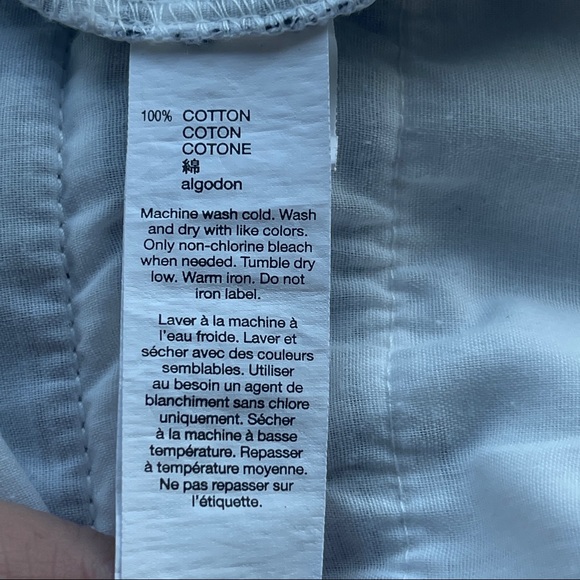 100% COTTON
COTON
COTONE
綿
algodon
Machine wash cold. Wash
and dry with like colors.
Only non-chlorine bleach
when needed. Tumble dry
low. Warm iron. Do not
iron label.
Laver à la machine à
l'eau froide. Laver et
sécher avec des couleurs
semblables. Utiliser
au besoin un agent de
blanchiment sans chlore
uniquement. Sécher
à la machine à basse
température. Repasser
à température moyenne.
Ne pas repasser sur
l'étiquette.